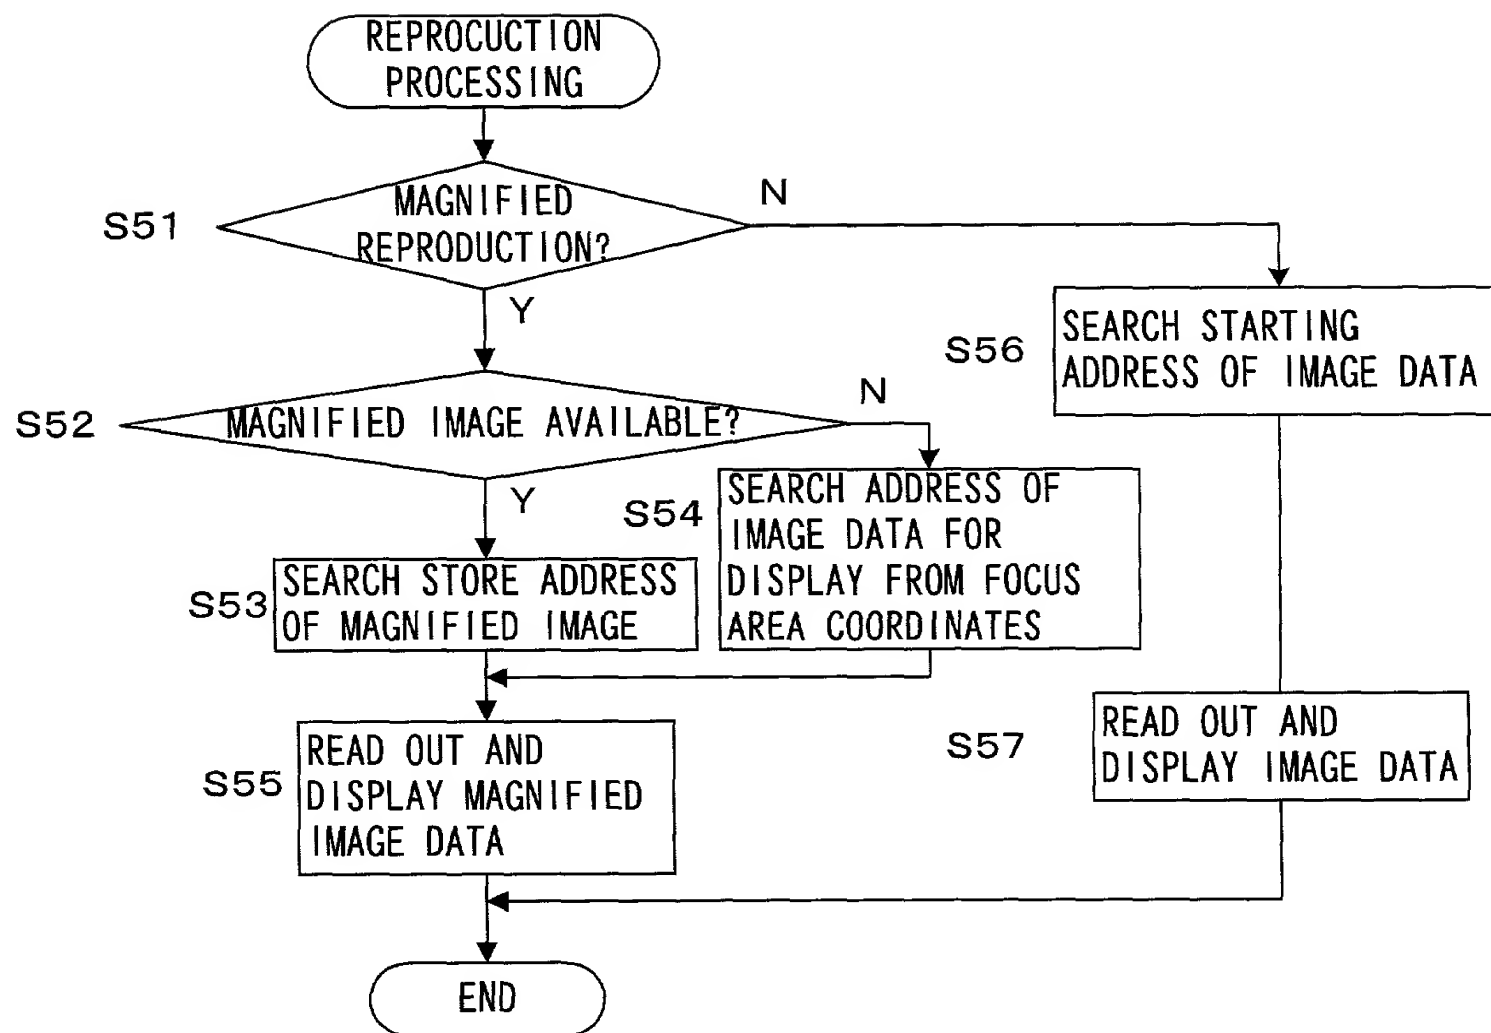 REPROCUCTION
PROCESSING
S51
MAGNIFIED
REPRODUCTION?
N
Y
S56
SEARCH STARTING
ADDRESS OF IMAGE DATA
S52
MAGNIFIED IMAGE AVAILABLE?
N
Y
S54
SEARCH ADDRESS OF
IMAGE DATA FOR
DISPLAY FROM FOCUS
AREA COORDINATES
S53
SEARCH STORE ADDRESS
OF MAGNIFIED IMAGE
S55
READ OUT AND
DISPLAY MAGNIFIED
IMAGE DATA
S57
READ OUT AND
DISPLAY IMAGE DATA
END